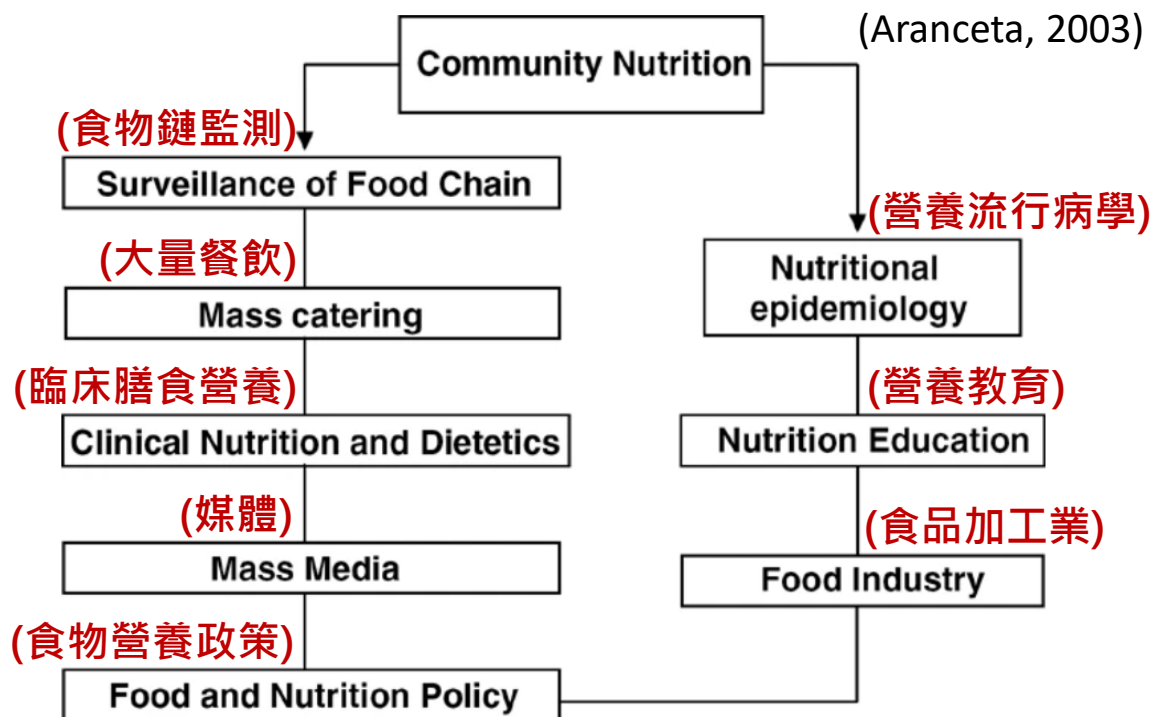 (Aranceta, 2003)
Community Nutrition
(食物鏈監測)
Surveillance of Food Chain
(大量餐飲)
Mass catering
(臨床膳食營養)
Clinical Nutrition and Dietetics
(媒體)
Mass Media
(食物營養政策)
Food and Nutrition Policy
(營養流行病學)
Nutritional
epidemiology
(營養教育)
Nutrition Education
(食品加工業)
Food Industry